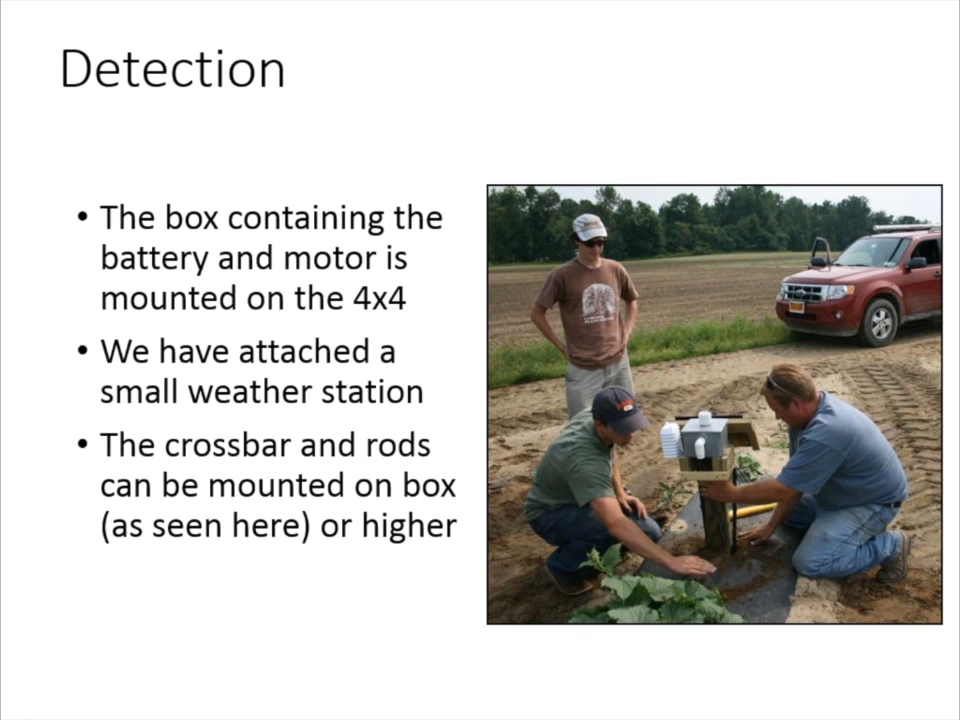 Detection
• The box containing the
battery and motor is
mounted on the 4x4
• We have attached a
small weather station
• The crossbar and rods
can be mounted on box
(as seen here) or higher